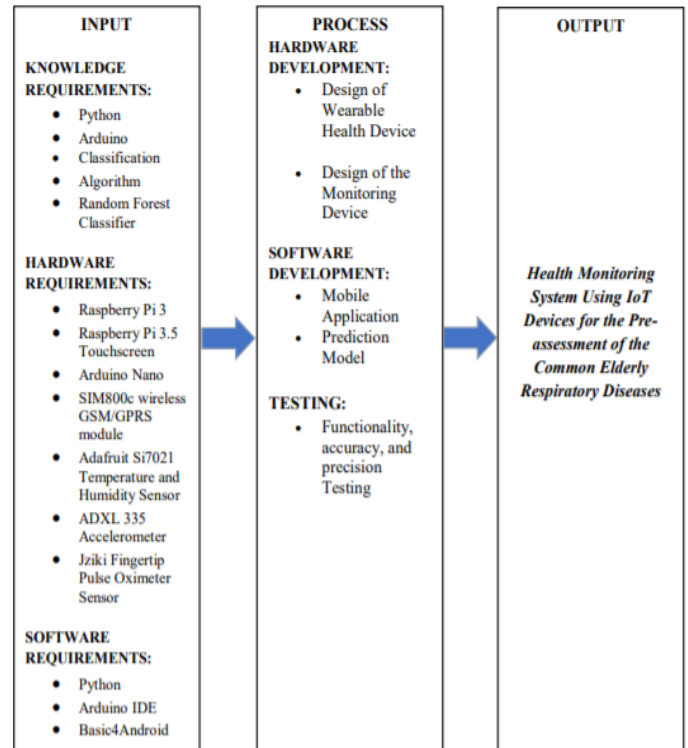 INPUT
KNOWLEDGE
REQUIREMENTS:
● Python
● Arduino
● Classification
● Algorithm
● Random Forest
Classifier
HARDWARE
REQUIREMENTS:
● Raspberry Pi 3
● Raspberry Pi 3.5
Touchscreen
● Arduino Nano
● SIM800c wireless
GSM/GPRS
module
● Adafruit Si7021
Temperature and
Humidity Sensor
● ADXL 335
Accelerometer
● Jziki Fingertip
Pulse Oximeter
Sensor
SOFTWARE
REQUIREMENTS:
● Python
● Arduino IDE
● Basic4Android
PROCESS
HARDWARE
DEVELOPMENT:
• Design of
Wearable
Health Device
• Design of the
Monitoring
Device
SOFTWARE
DEVELOPMENT:
• Mobile
Application
• Prediction
Model
TESTING:
• Functionality,
accuracy, and
precision
Testing
OUTPUT
Health Monitoring
System Using IoT
Devices for the Pre-
assessment of the
Common Elderly
Respiratory Diseases